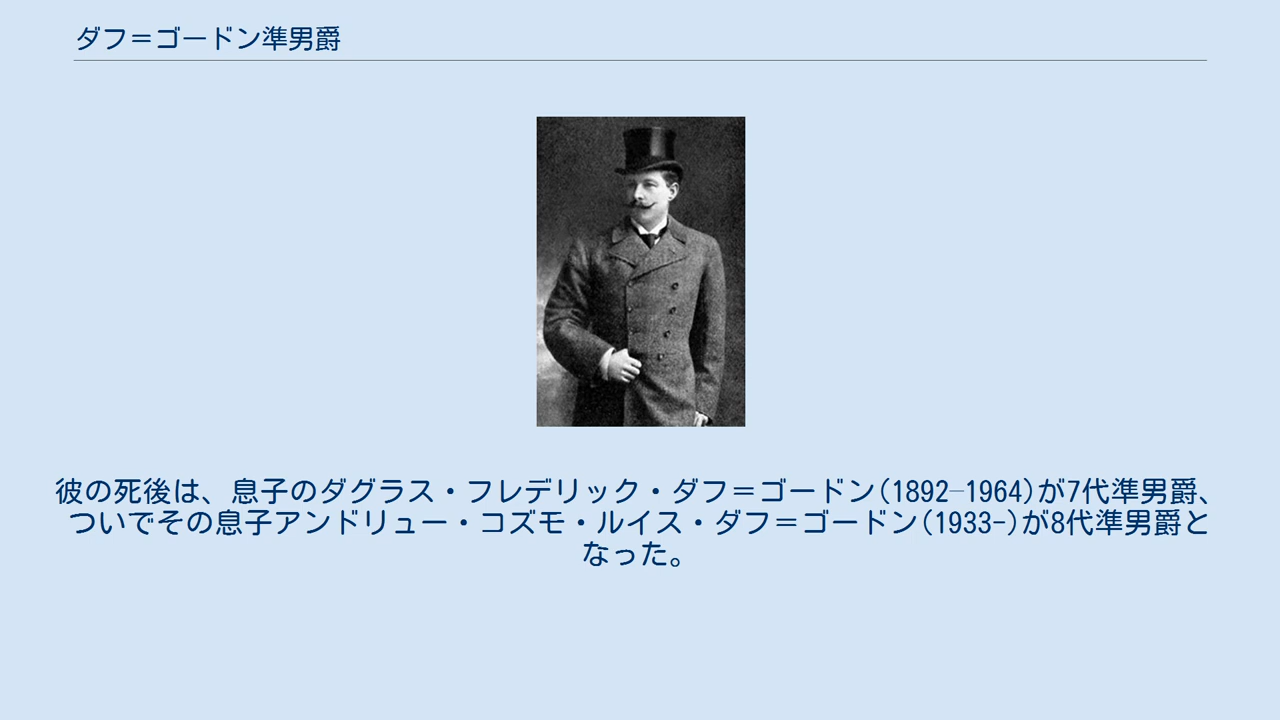 ダフ＝ゴードン準男爵
彼の死後は、息子のダグラス・フレデリック・ダフ＝ゴードン(1892–1964)が7代準男爵、
ついでその息子アンドリュー・コズモ・ルイス・ダフ＝ゴードン(1933-)が8代準男爵と
なった。